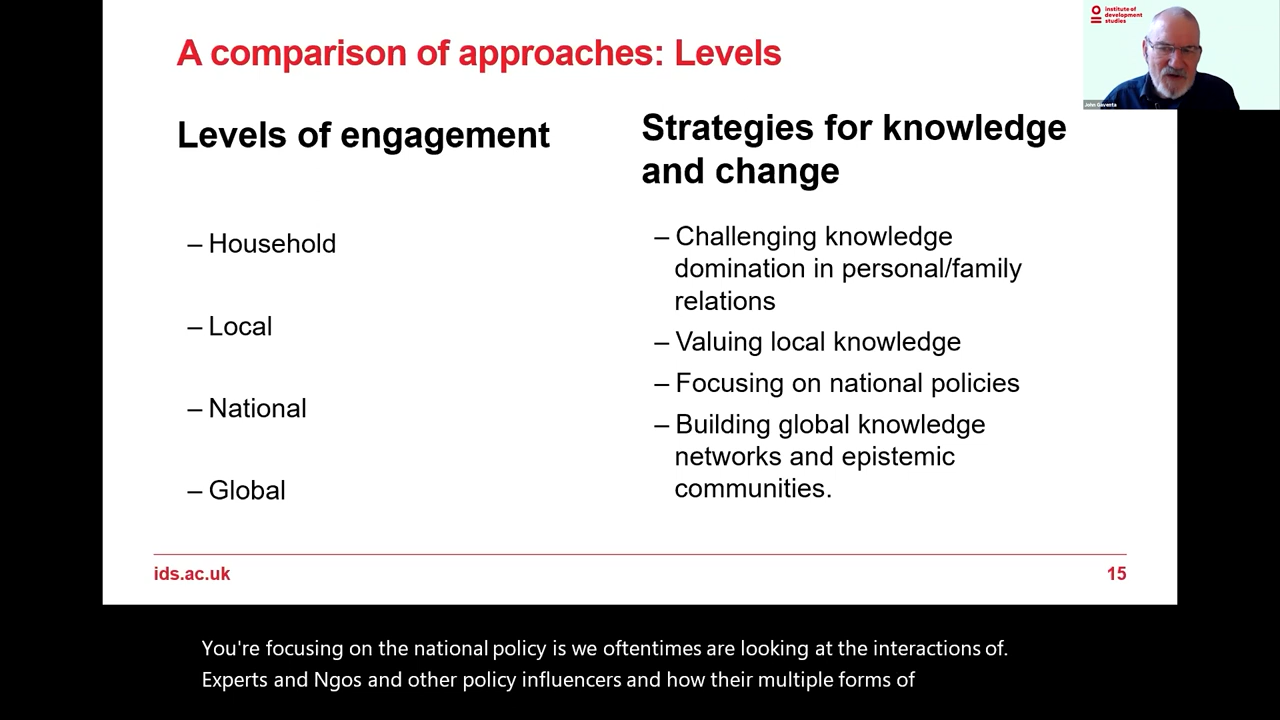 A comparison of approaches: Levels
institute of
development
studies
John Gaventa
Levels of engagement
– Household
– Local
– National
– Global
Strategies for knowledge
and change
– Challenging knowledge
domination in personal/family
relations
– Valuing local knowledge
– Focusing on national policies
– Building global knowledge
networks and epistemic
communities.
ids.ac.uk
15
You're focusing on the national policy is we oftentimes are looking at the interactions of.
Experts and Ngos and other policy influencers and how their multiple forms of